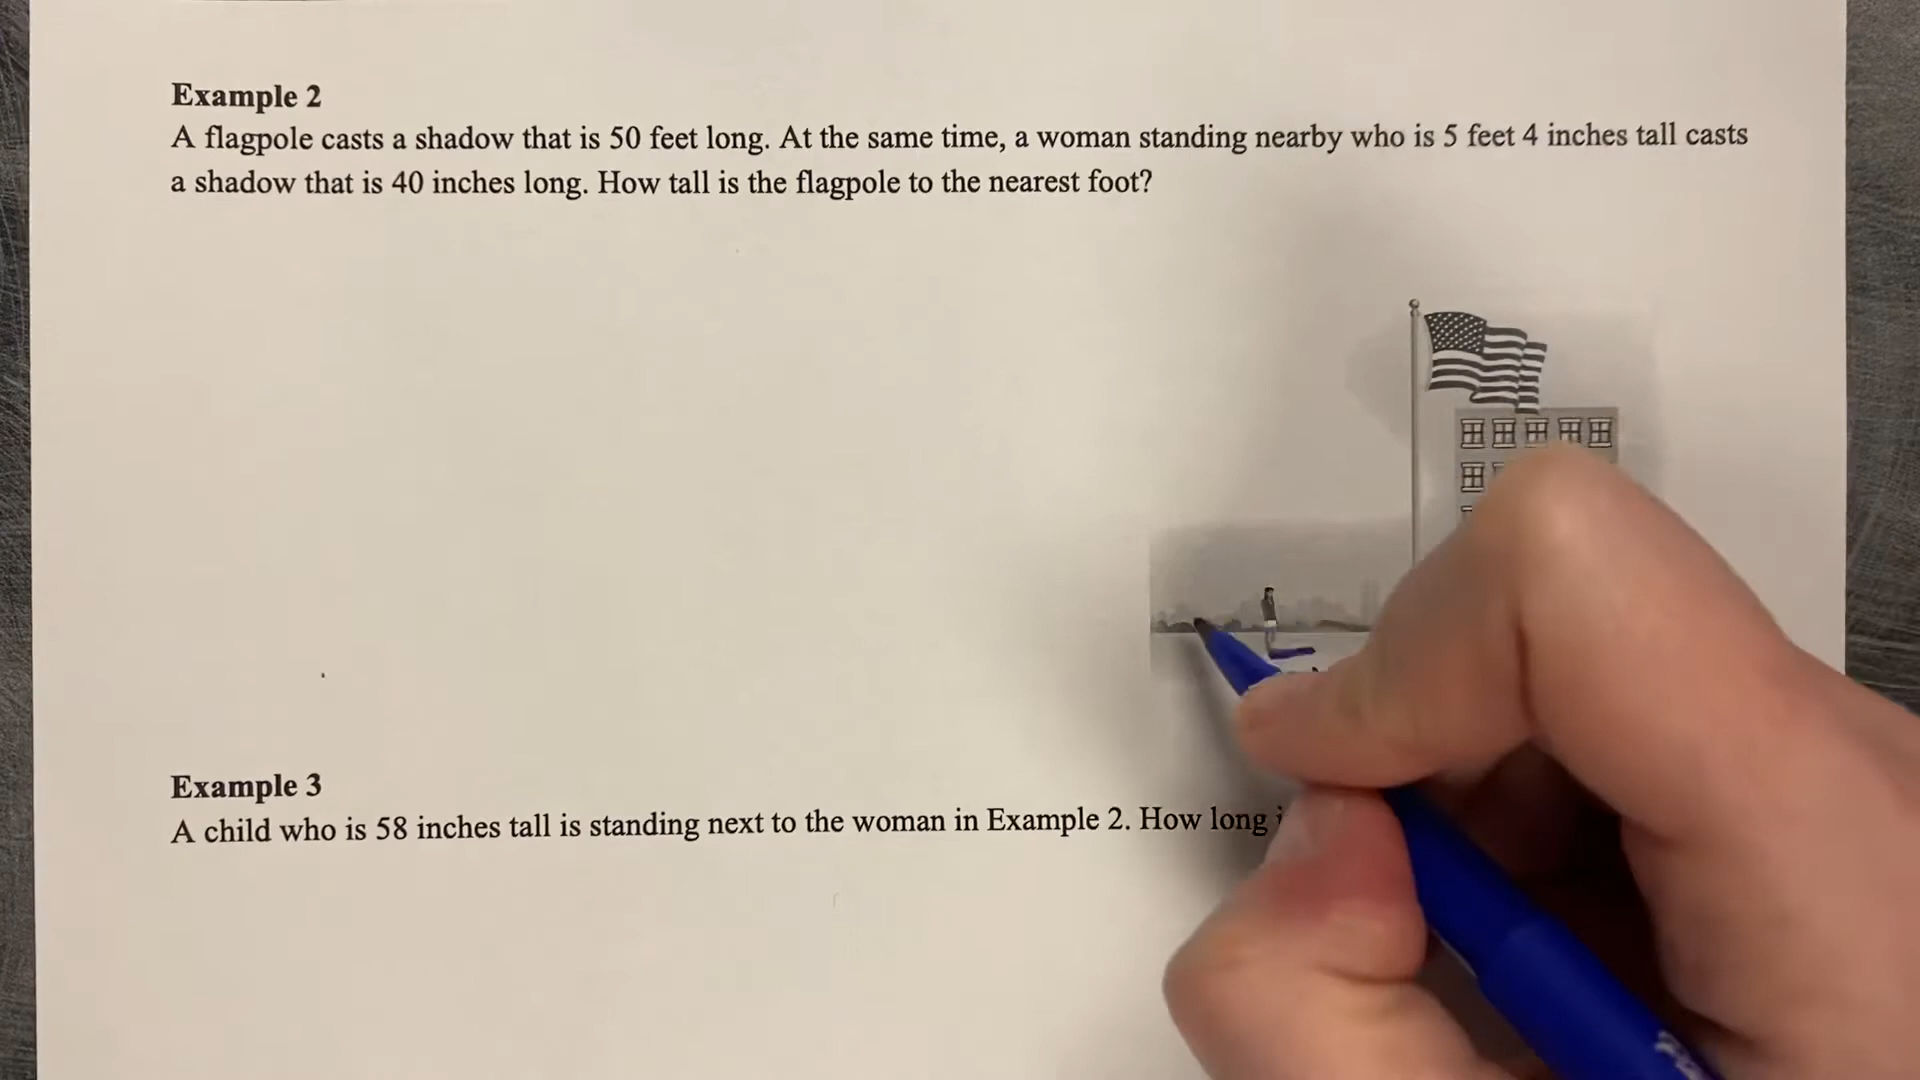 Example 2
A flagpole casts a shadow that is 50 feet long. At the same time, a woman standing nearby who is 5 feet 4 inches tall casts
a shadow that is 40 inches long. How tall is the flagpole to the nearest foot?
Example 3
A child who is 58 inches tall is standing next to the woman in Example 2. How long